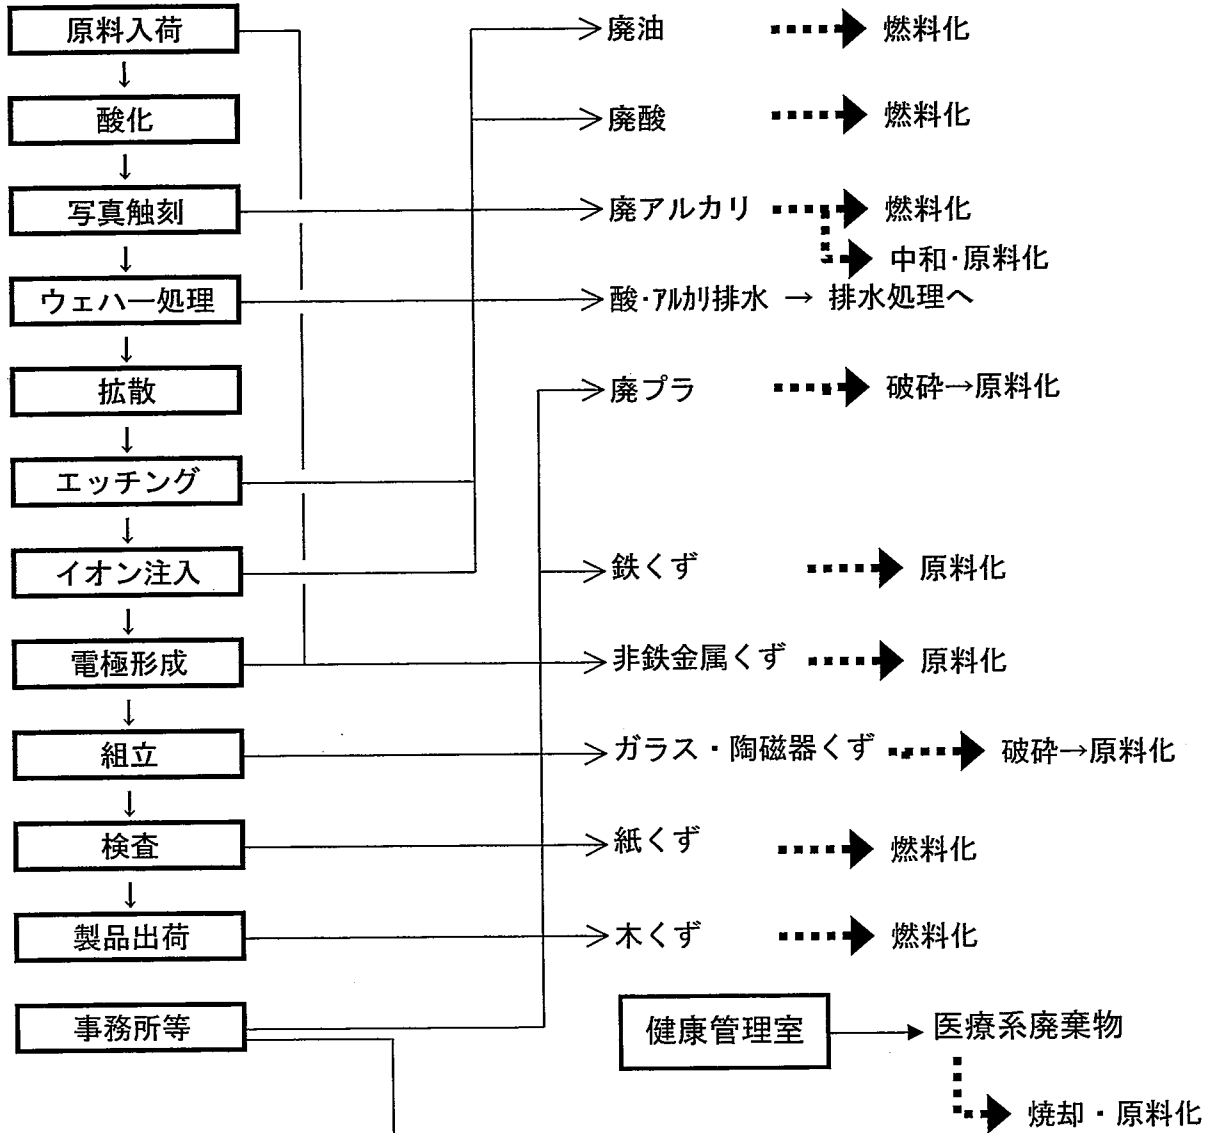 原料入荷
廃油
燃料化
酸化
廃酸
燃料化
写真触刻
廃アルカリ
燃料化
中和・原料化
ウェハー処理
酸・アルカリ排水 → 排水処理へ
拡散
廃プラ
破砕→原料化
エッチング
イオン注入
鉄くず
原料化
電極形成
非鉄金属くず
原料化
組立
ガラス・陶磁器くず
破砕→原料化
検査
紙くず
燃料化
製品出荷
木くず
燃料化
事務所等
健康管理室
医療系廃棄物
焼却・原料化